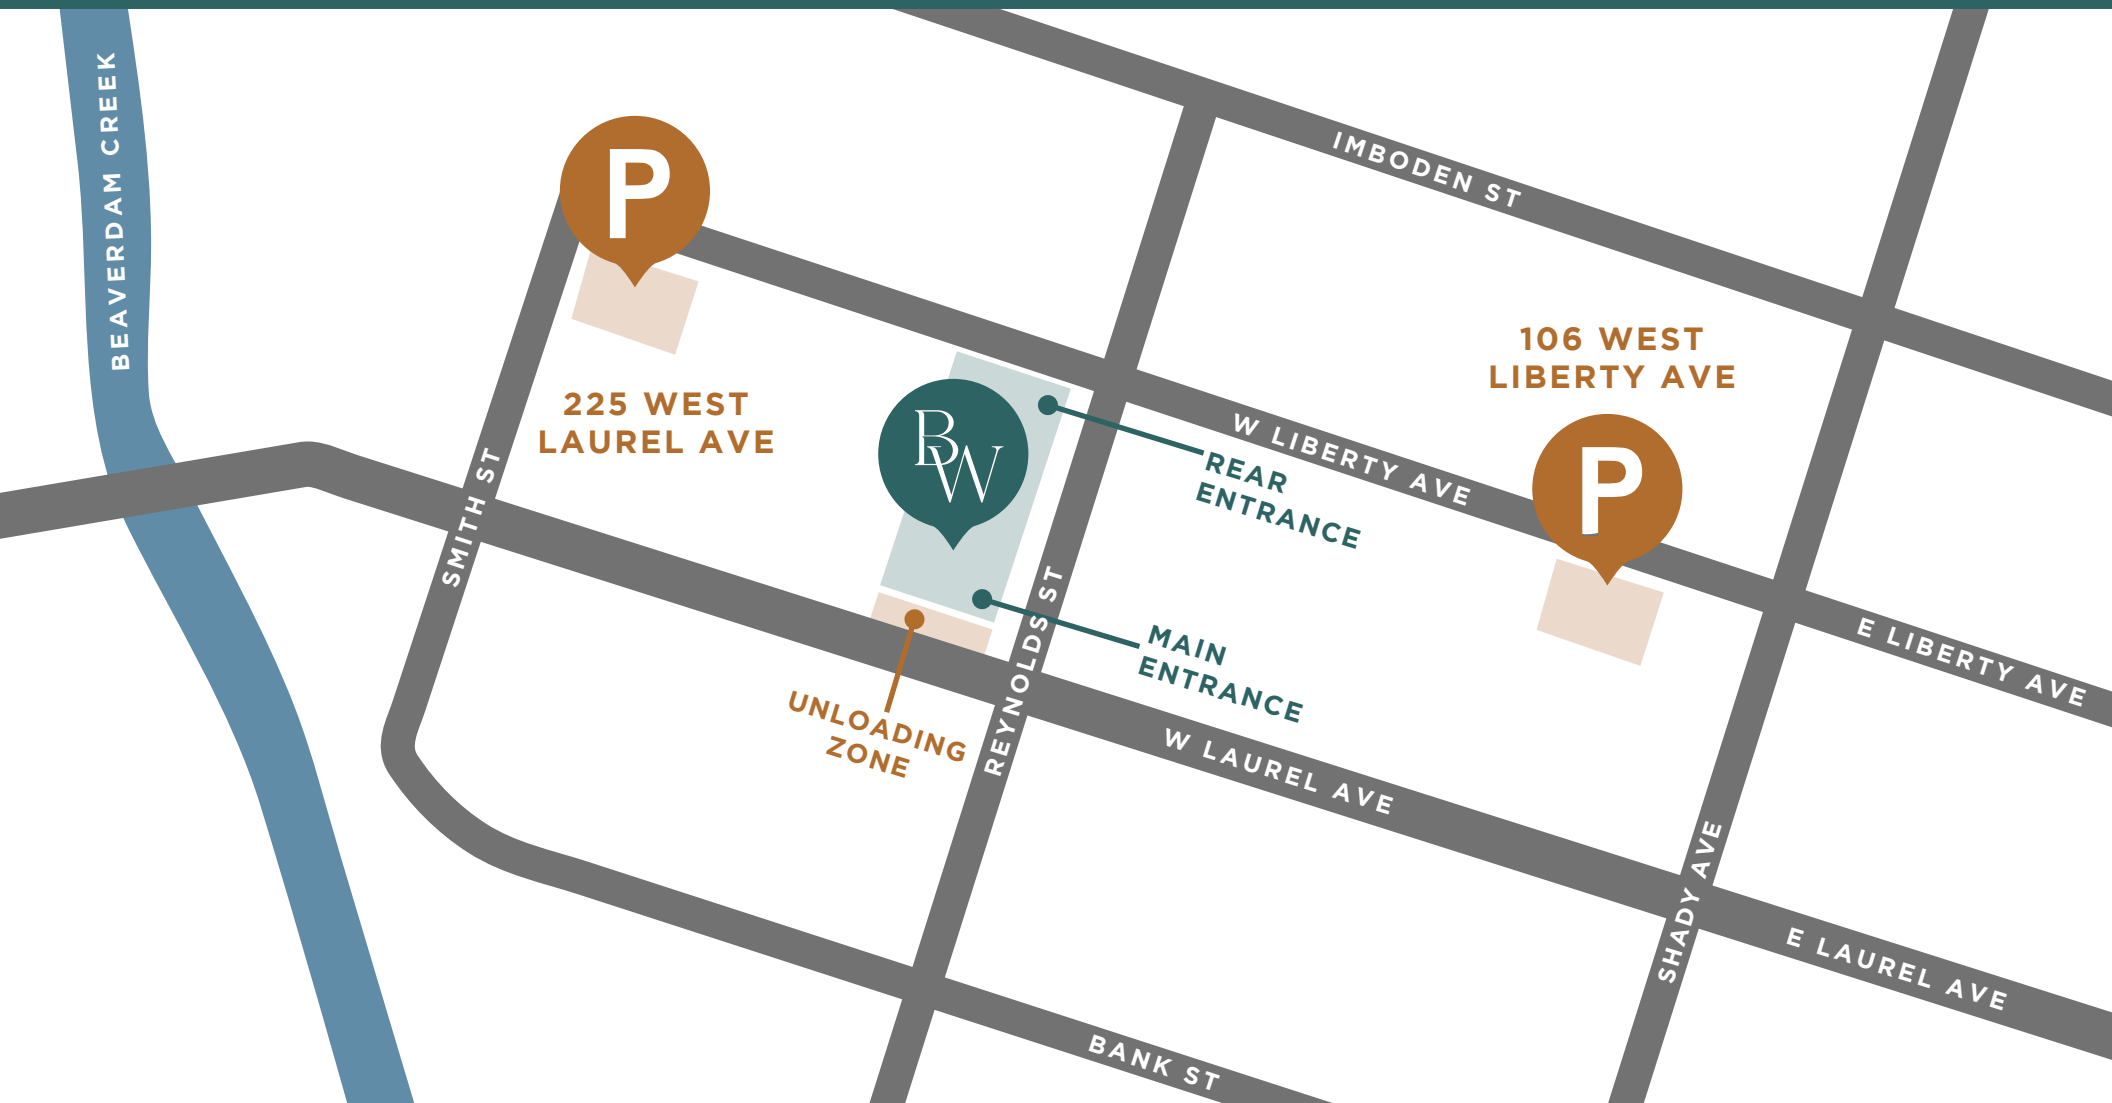 BEAVERDAM CREEK
P
IMBODEN ST
106 WEST
LIBERTY AVE
225 WEST
LAUREL AVE
BW
W LIBERTY AVE
P
REAR
ENTRANCE
SMITH ST
MAIN
ENTRANCE
E LIBERTY AVE
UNLOADING
ZONE
REYNOLDS ST
W LAUREL AVE
SHADY AVE
E LAUREL AVE
BANK ST